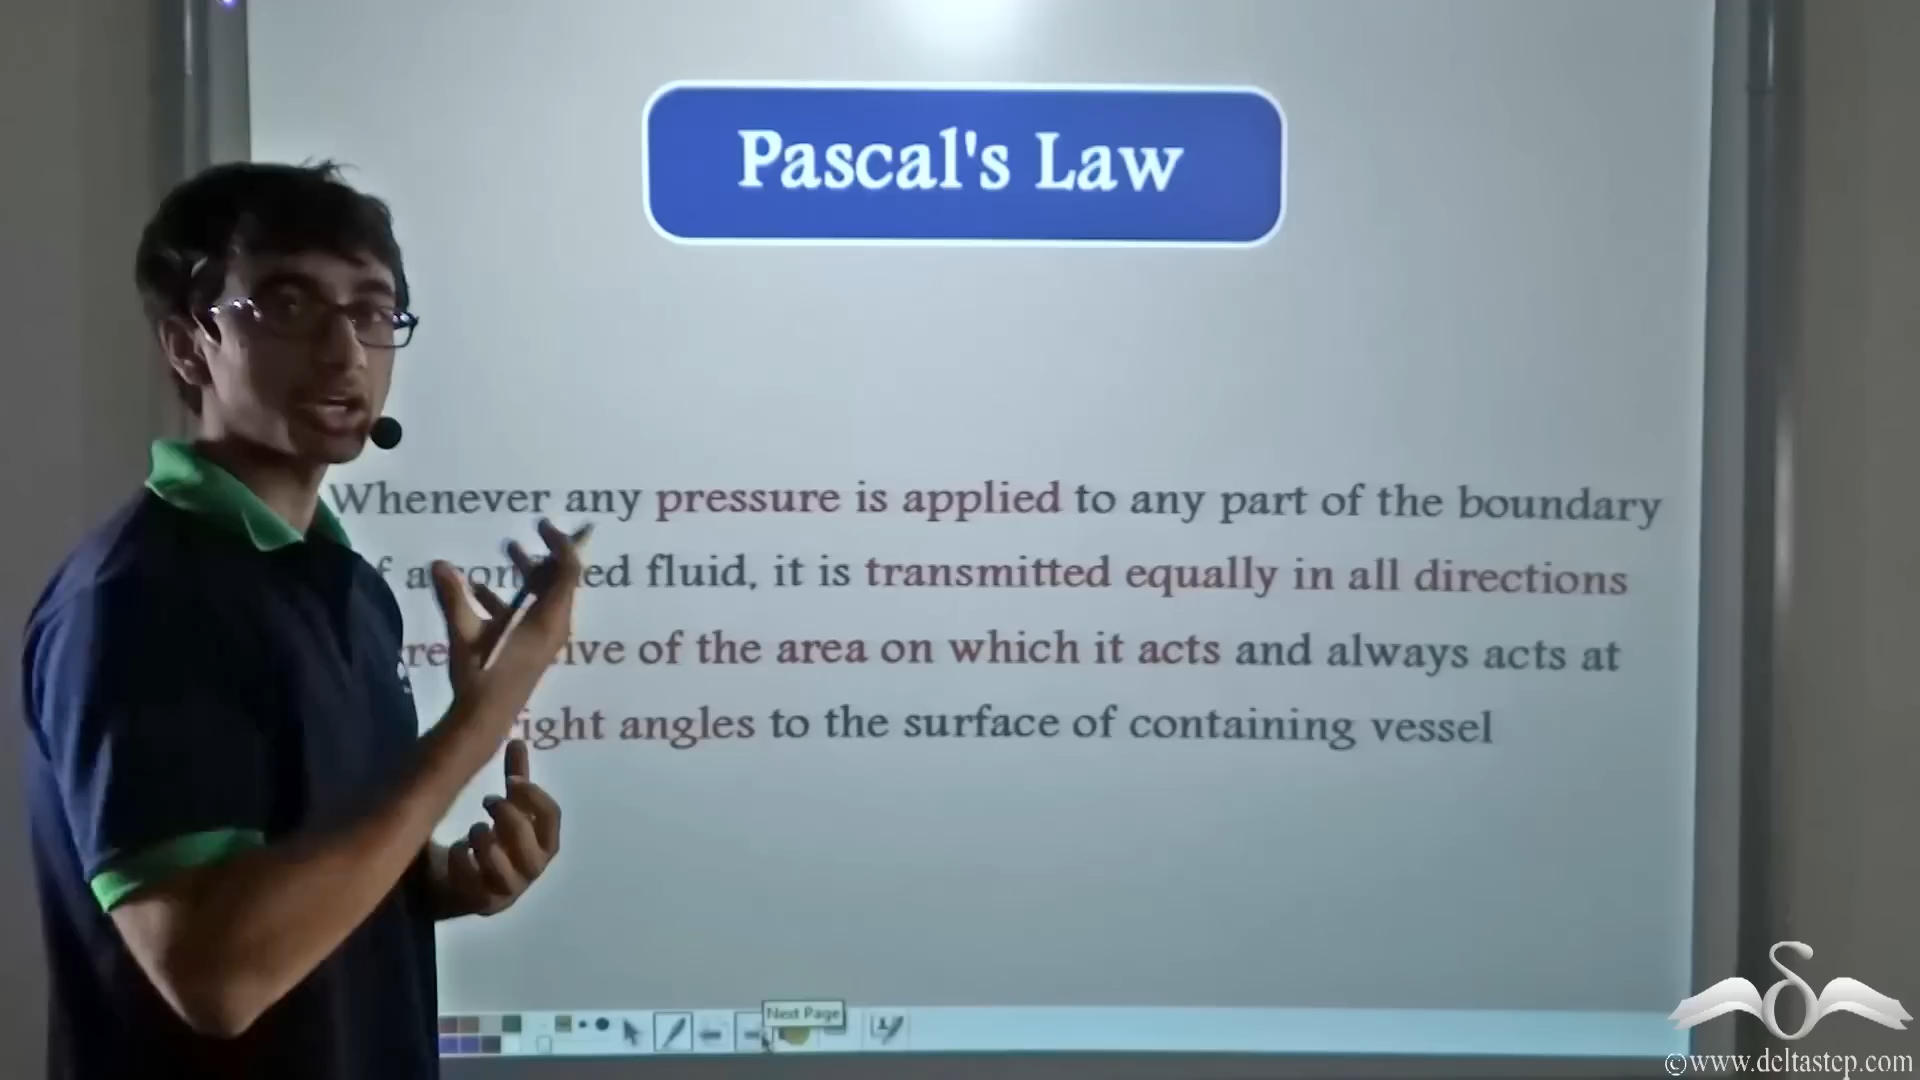 Pascal's Law
Whenever any pressure is applied to any part of the boundary
ed fluid, it is transmitted equally in all directions
of the area on which it acts and always acts at
angles to the surface of containing vessel
Next Page
©www.deltastep.com